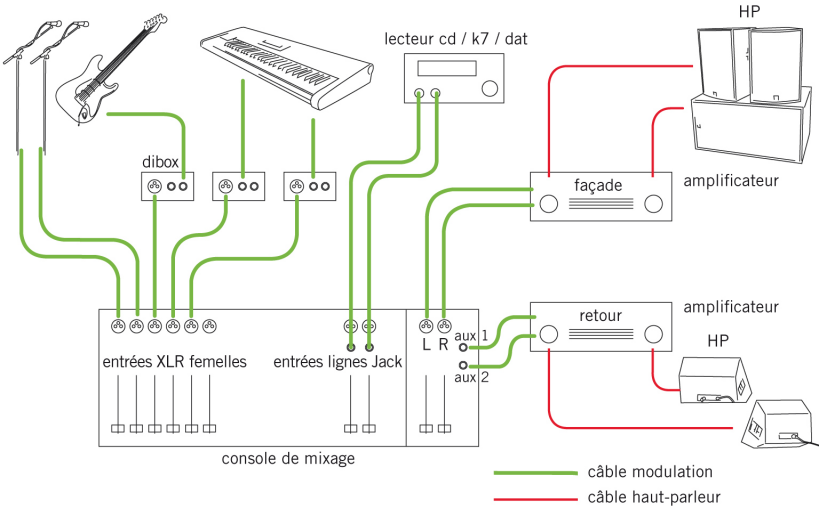 HP
lecteur cd / k7 / dat
dibox
façade
amplificateur
amplificateur
retour
HP
L R
aux 1
aux 2
entrées XLR femelles
entrées lignes Jack
console de mixage
câble modulation
câble haut-parleur